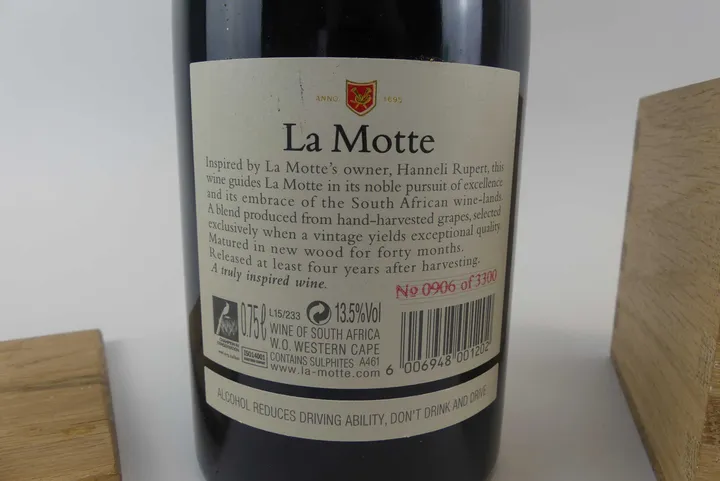 ANNO 1695
La Motte
Inspired by La Motte's owner, Hanneli Rupert, this
wine guides La Motte in its noble pursuit of excellence
and its embrace of the South African wine-lands.
A blend produced from hand-harvested grapes, selected
exclusively when a vintage yields exceptional quality.
Matured in new wood for forty months.
Released at least four years after harvesting.
A truly inspired wine.
No 0906 of 3300
0.75ℓ
L15/233
13.5%Vol
WINE OF SOUTH AFRICA
W.O. WESTERN CAPE
ISO14001
CONTAINS SULPHITES A461
www.la-motte.com
6 006948 001202
ALCOHOL REDUCES DRIVING ABILITY, DON'T DRINK AND DRIVE